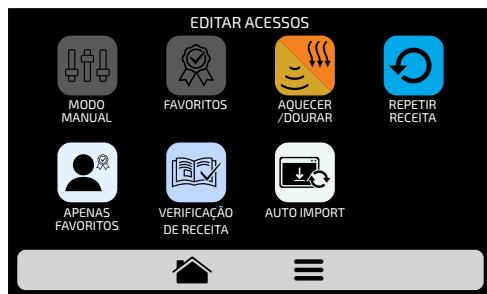 EDITAR ACESSOS
MODO
MANUAL
FAVORITOS
AQUECER
/DOURAR
REPETIR
RECEITA
APENAS
FAVORITOS
VERIFICAÇÃO
DE RECEITA
AUTO IMPORT